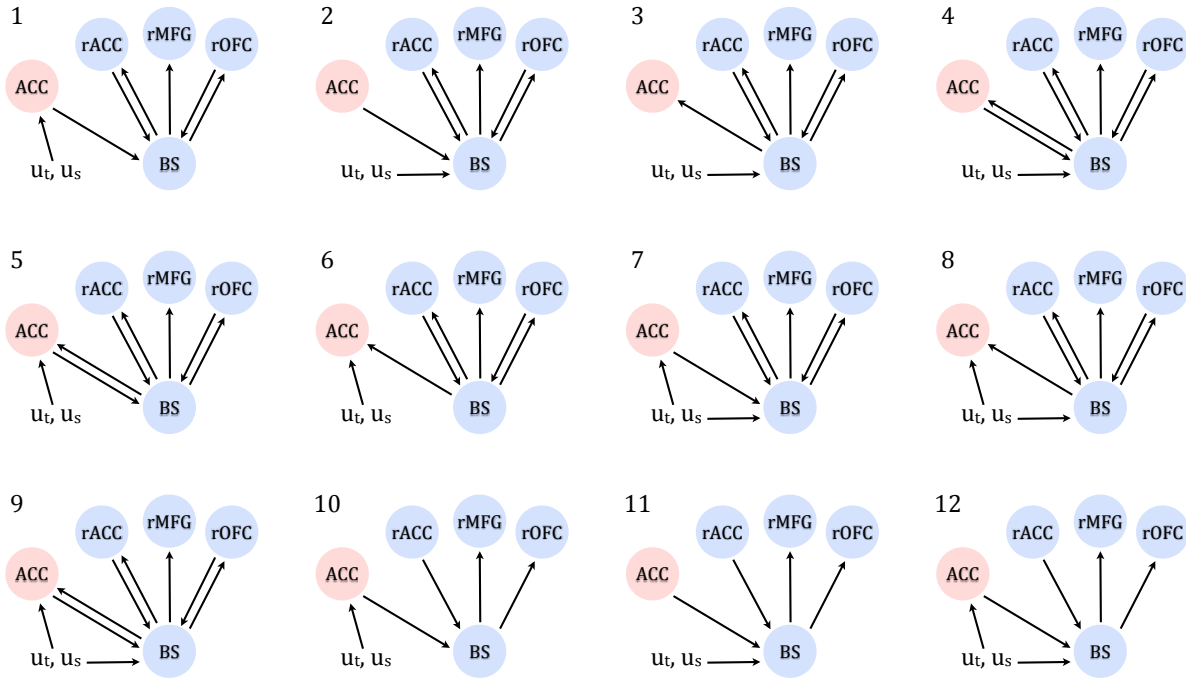 1 2 3 4
rACC rMFG rOFC rACC rMFG rOFC rACC rMFG rOFC rACC rMFG rOFC
ACC ACC ACC ACC
BS BS BS BS
uₜ, uₛ uₜ, uₛ uₜ, uₛ uₜ, uₛ
5 6 7 8
rACC rMFG rOFC rACC rMFG rOFC rACC rMFG rOFC rACC rMFG rOFC
ACC ACC ACC ACC
BS BS BS BS
uₜ, uₛ uₜ, uₛ uₜ, uₛ uₜ, uₛ
9 10 11 12
rACC rMFG rOFC rACC rMFG rOFC rACC rMFG rOFC rACC rMFG rOFC
ACC ACC ACC ACC
BS BS BS BS
uₜ, uₛ uₜ, uₛ uₜ, uₛ uₜ, uₛ